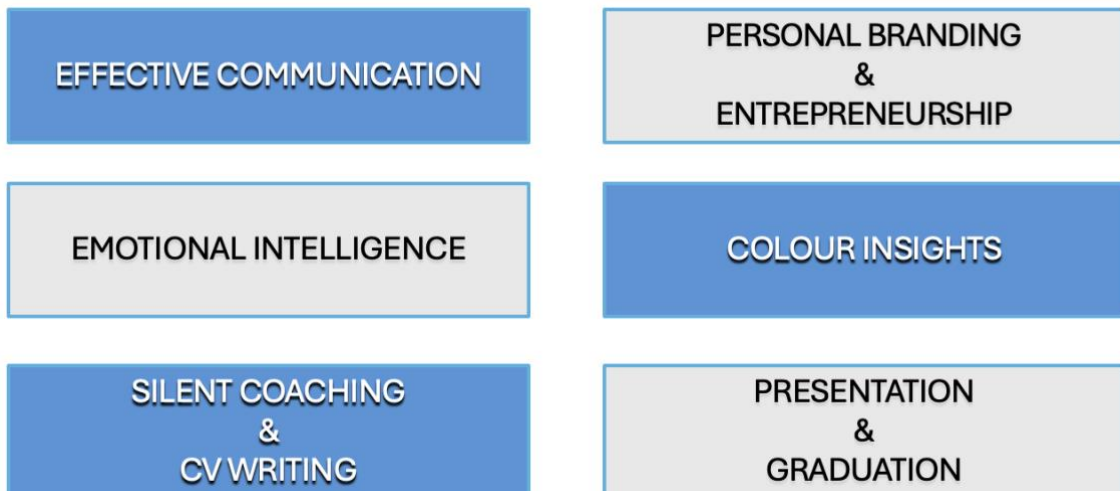 EFFECTIVE COMMUNICATION
PERSONAL BRANDING
&
ENTREPRENEURSHIP
EMOTIONAL INTELLIGENCE
COLOUR INSIGHTS
SILENT COACHING
&
CV WRITING
PRESENTATION
&
GRADUATION